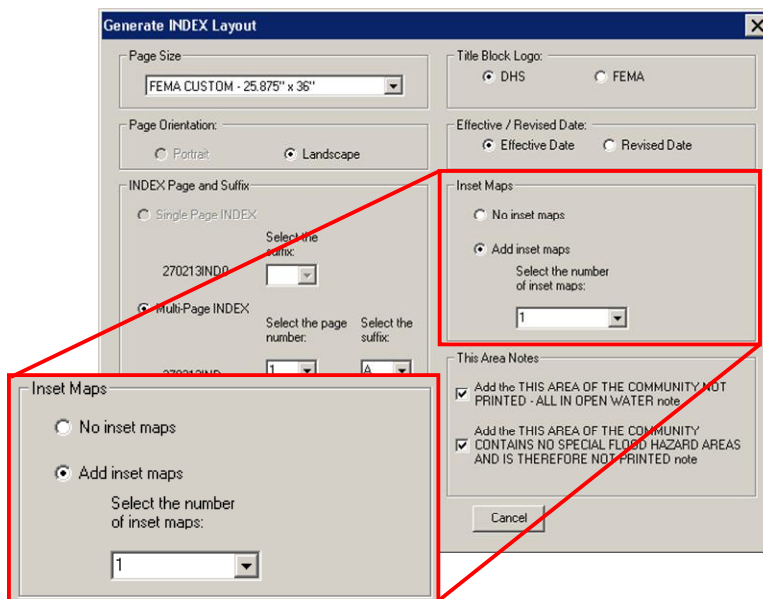 Generate INDEX Layout
Page Size
FEMA CUSTOM - 25.875" x 36"
Page Orientation:
Portrait
Landscape
INDEX Page and Suffix
Single Page INDEX
Select the
suffix:
270213IND0
Multi-Page INDEX
Select the page
number:
Select the
suffix:
1
A
Title Block Logo:
DHS
FEMA
Effective / Revised Date:
Effective Date
Revised Date
Inset Maps
No inset maps
Add inset maps
Select the number
of inset maps:
1
This Area Notes
Add the THIS AREA OF THE COMMUNITY NOT
PRINTED - ALL IN OPEN WATER note
Add the THIS AREA OF THE COMMUNITY
CONTAINS NO SPECIAL FLOOD HAZARD AREAS
AND IS THEREFORE NOT PRINTED note
Cancel
Inset Maps
No inset maps
Add inset maps
Select the number
of inset maps:
1